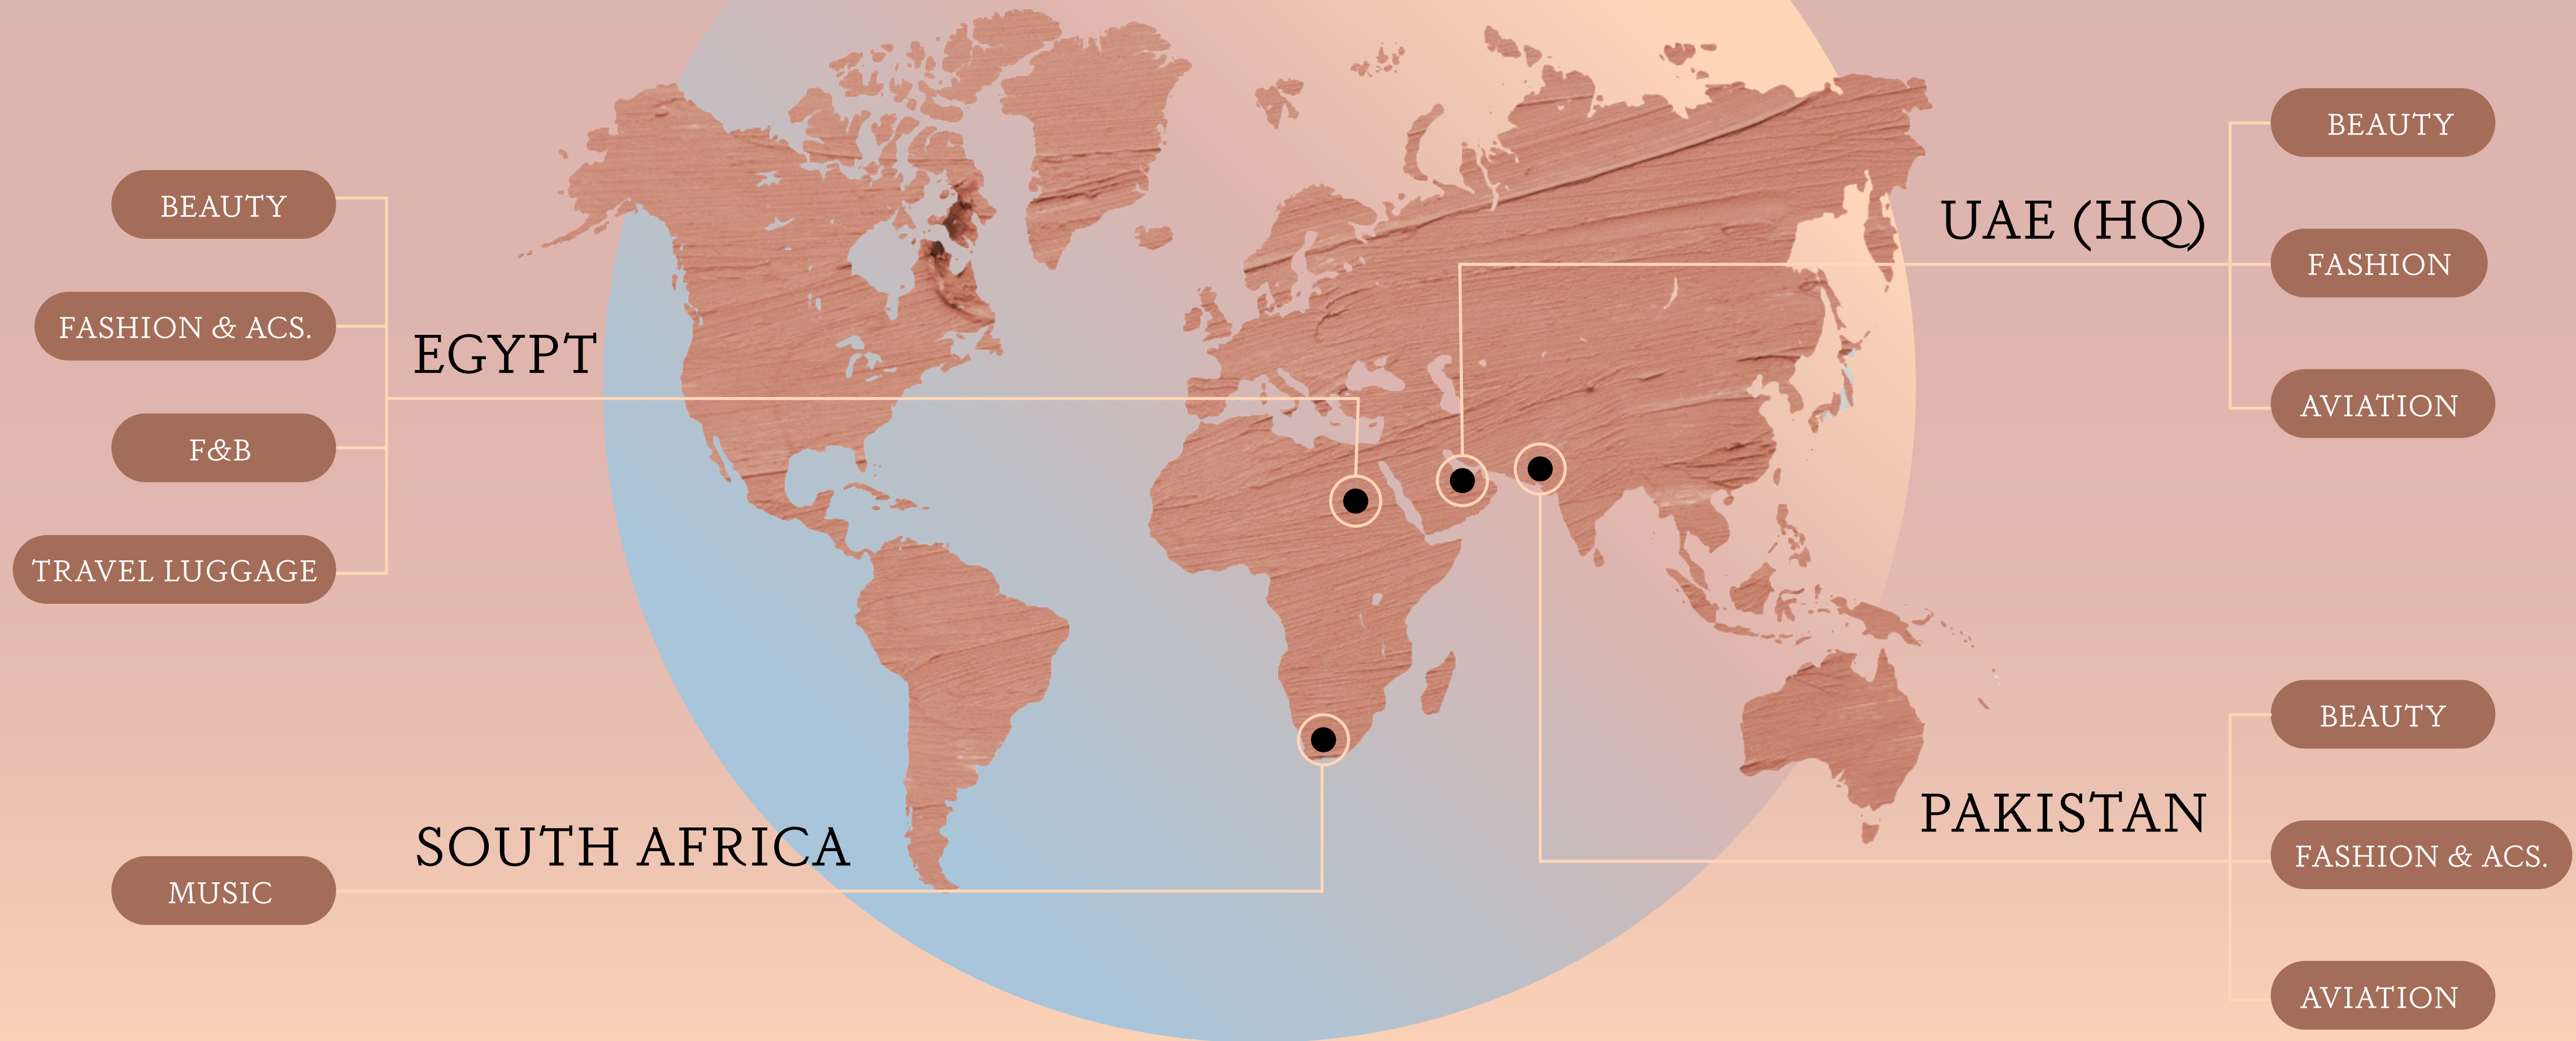 BEAUTY
FASHION & ACS.
F&B
TRAVEL LUGGAGE
EGYPT
SOUTH AFRICA
MUSIC
UAE (HQ)
BEAUTY
FASHION
AVIATION
PAKISTAN
BEAUTY
FASHION & ACS.
AVIATION